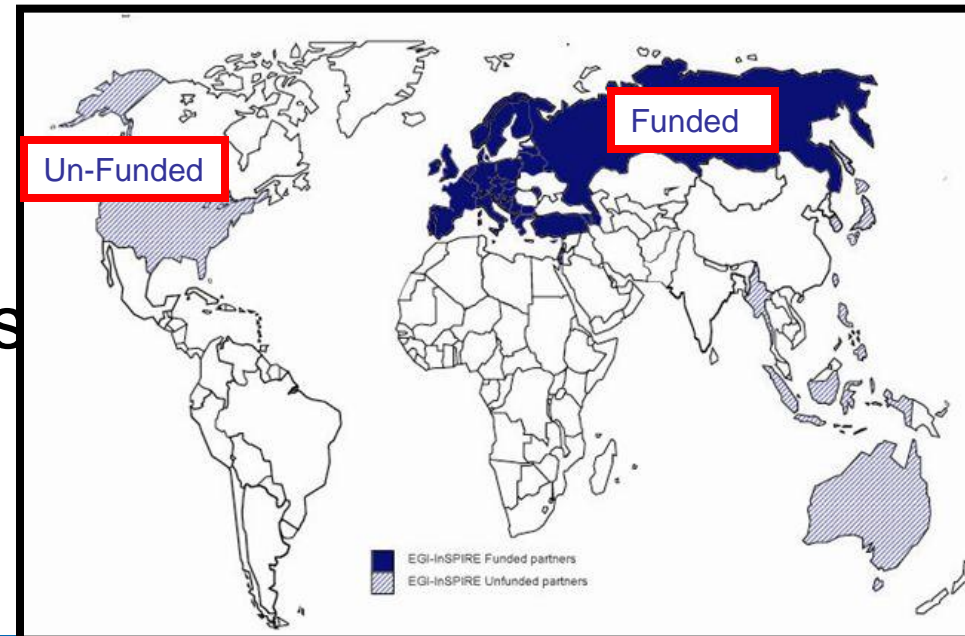 Funded
Un-Funded
s
EGI-InSPIRE Funded partners
EGI-InSPIRE Unfunded partners